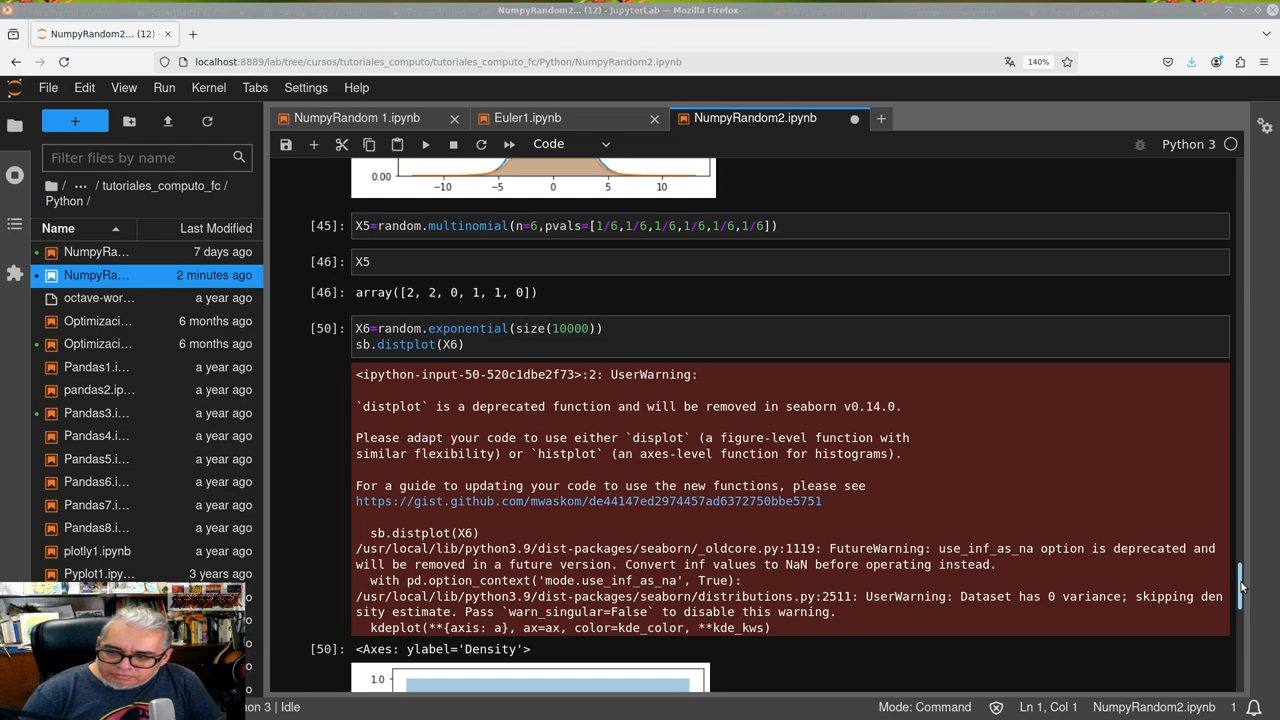 NumpyRandom2... (12) - JupyterLab — Mozilla Firefox
NumpyRandom2... (12)
localhost:8889/lab/tree/cursos/tutoriales_computo/tutoriales_computo_fc/Python/NumpyRandom2.ipynb
140%
File Edit View Run Kernel Tabs Settings Help
NumpyRandom 1.ipynb
Euler1.ipynb
NumpyRandom2.ipynb
Code
Python 3
Filter files by name
/ ... / tutoriales_computo_fc /
Python /
Name Last Modified
NumpyRa... 7 days ago
NumpyRa... 2 minutes ago
octave-wor... a year ago
Optimizaci... 6 months ago
Optimizaci... 6 months ago
Pandas1.i... a year ago
pandas2.ip... a year ago
Pandas3.i... a year ago
Pandas4.i... a year ago
Pandas5.i... a year ago
Pandas6.i... a year ago
Pandas7.i... a year ago
Pandas8.i... a year ago
plotly1.ipynb a year ago
Pyplot1.ipy... 3 years ago
0.00
−10 −5 0 5 10
[45]: X5=random.multinomial(n=6,pvals=[1/6,1/6,1/6,1/6,1/6,1/6])
[46]: X5
[46]: array([2, 2, 0, 1, 1, 0])
[50]: X6=random.exponential(size(10000))
sb.distplot(X6)
<ipython-input-50-520c1dbe2f73>:2: UserWarning:
`distplot` is a deprecated function and will be removed in seaborn v0.14.0.
Please adapt your code to use either `displot` (a figure-level function with
similar flexibility) or `histplot` (an axes-level function for histograms).
For a guide to updating your code to use the new functions, please see
https://gist.github.com/mwaskom/de44147ed2974457ad6372750bbe5751
sb.distplot(X6)
/usr/local/lib/python3.9/dist-packages/seaborn/_oldcore.py:1119: FutureWarning: use_inf_as_na option is deprecated and
will be removed in a future version. Convert inf values to NaN before operating instead.
with pd.option_context('mode.use_inf_as_na', True):
/usr/local/lib/python3.9/dist-packages/seaborn/distributions.py:2511: UserWarning: Dataset has 0 variance; skipping den
sity estimate. Pass `warn_singular=False` to disable this warning.
kdeplot(**{axis: a}, ax=ax, color=kde_color, **kde_kws)
[50]: <Axes: ylabel='Density'>
1.0
on 3 | Idle
Mode: Command
Ln 1, Col 1
NumpyRandom2.ipynb
1